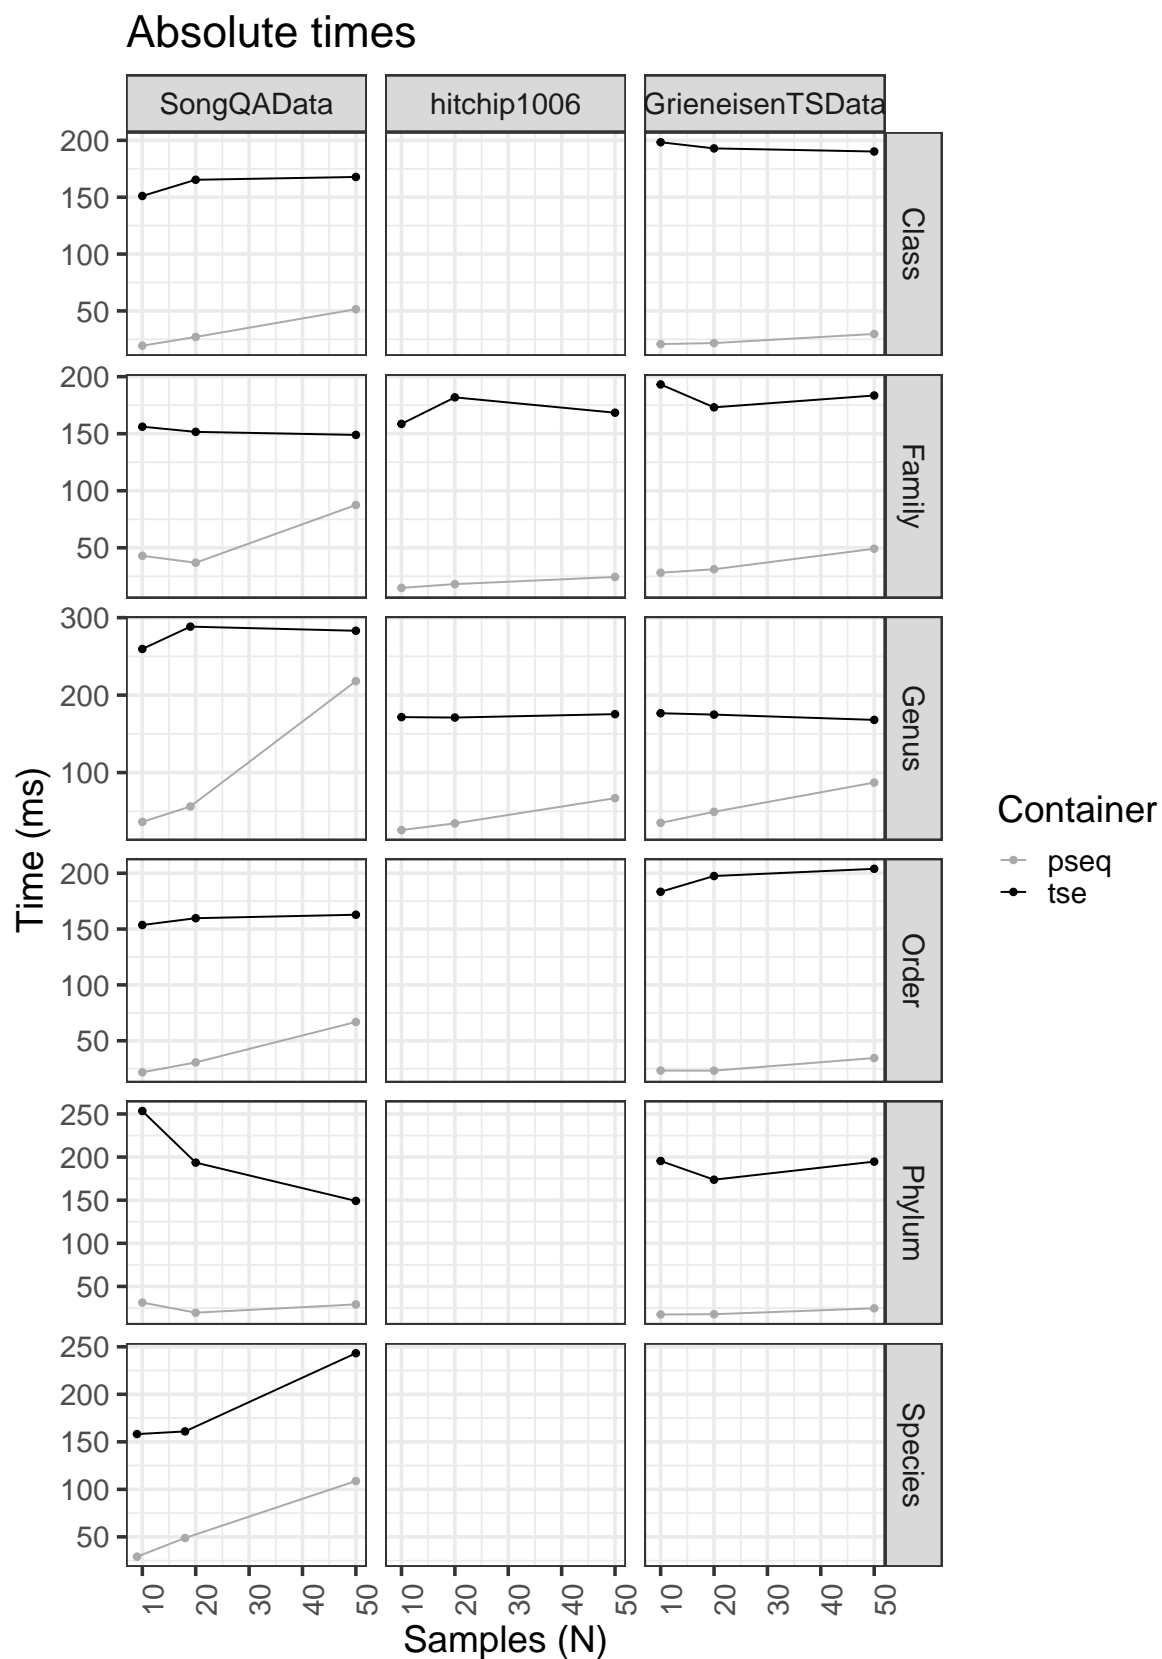 Absolute times
SongQAData hitchip1006 GrieneisenTSData
200
150
100
50
Class
200
150
100
50
Family
300
200
100
Genus
200
150
100
50
Order
250
200
150
100
50
Phylum
250
200
150
100
50
Species
Time (ms)
10 20 30 40 50 10 20 30 40 50 10 20 30 40 50
Samples (N)
Container
pseq
tse